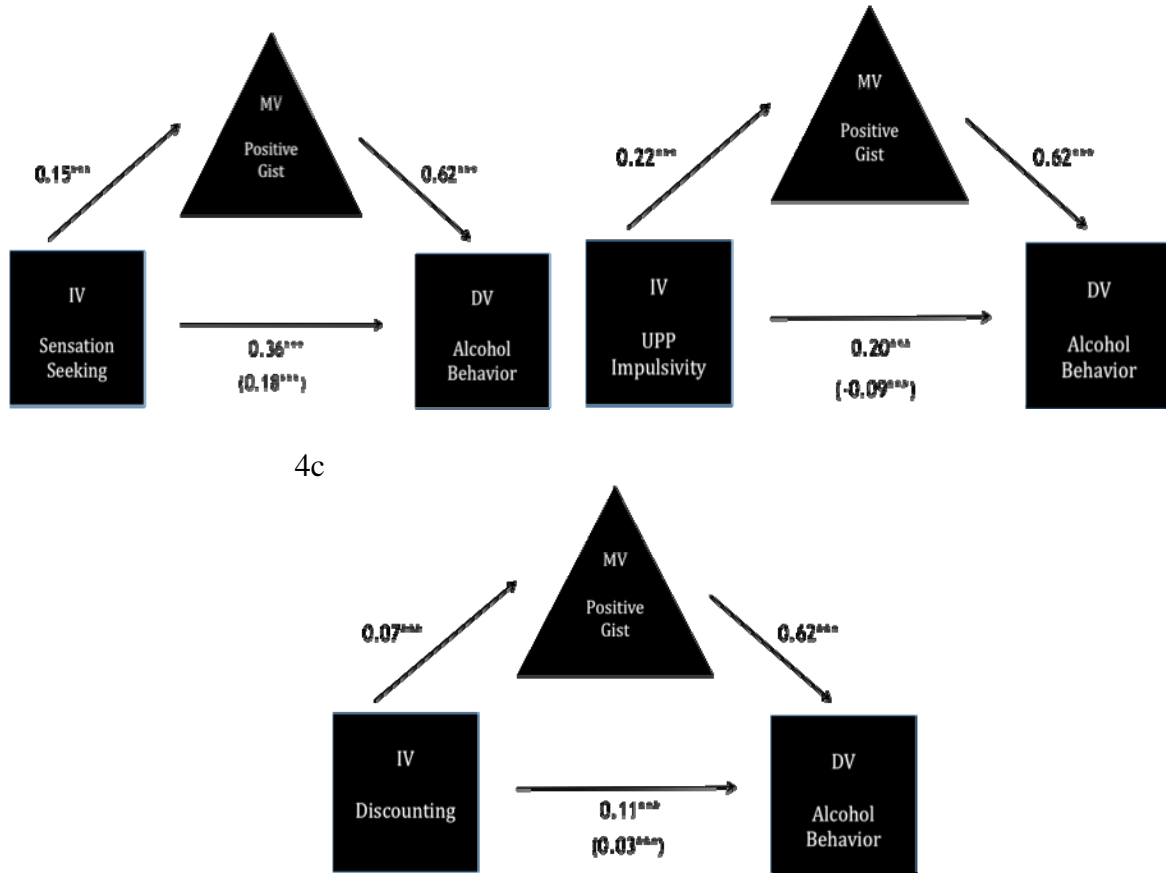 MV
Positive
Gist
0.15***
0.62***
IV
Sensation
Seeking
0.36***
(0.18***)
DV
Alcohol
Behavior
MV
Positive
Gist
0.22***
0.62***
IV
UPP
Impulsivity
0.20***
(-0.09***)
DV
Alcohol
Behavior
4c
MV
Positive
Gist
0.07***
0.62***
IV
Discounting
0.11***
(0.03***)
DV
Alcohol
Behavior